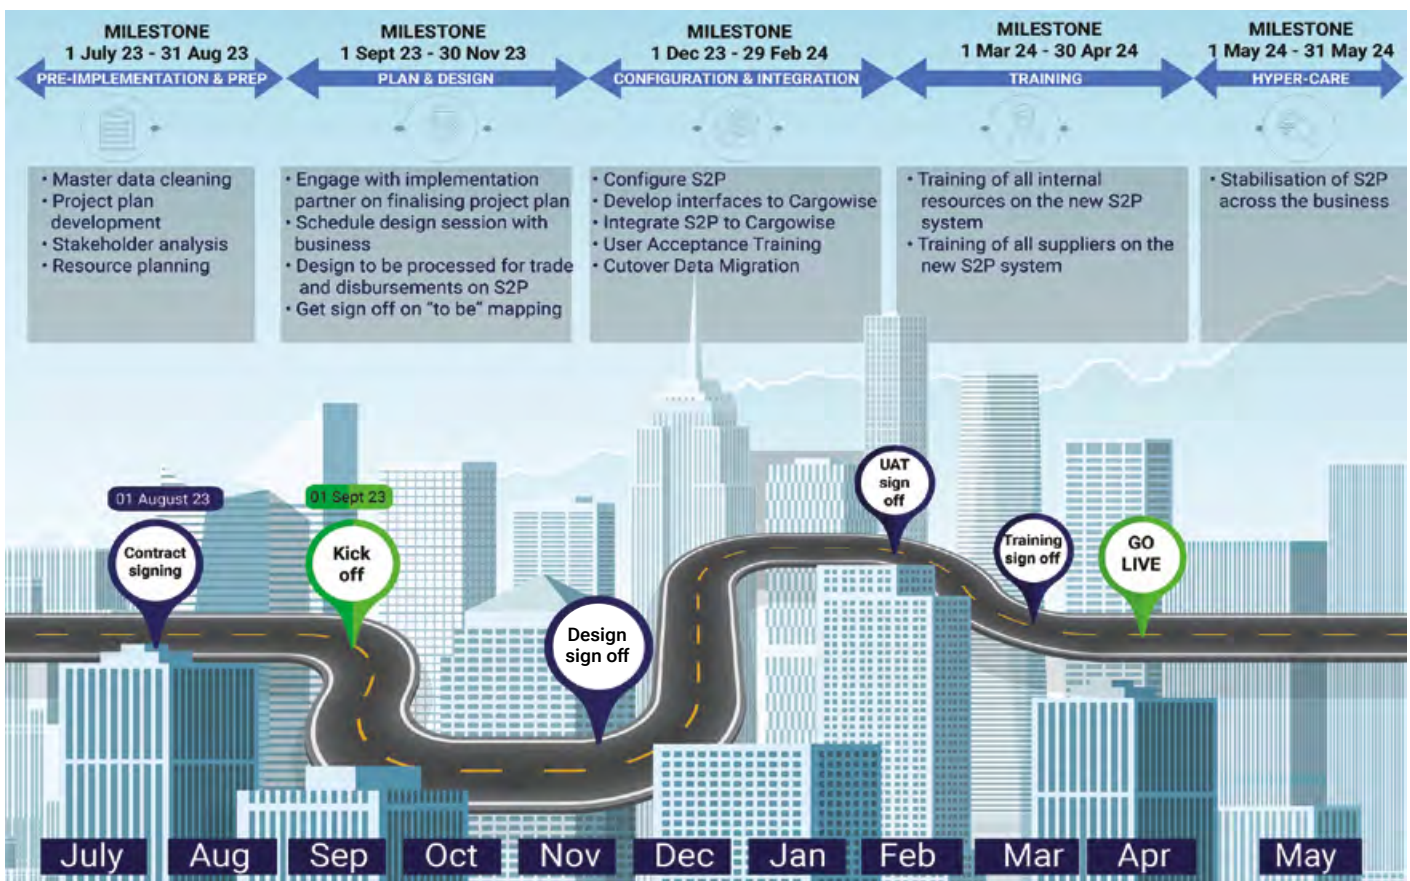 MILESTONE
1 July 23 - 31 Aug 23
PRE-IMPLEMENTATION & PREP
• Master data cleaning
• Project plan
development
• Stakeholder analysis
• Resource planning
MILESTONE
1 Sept 23 - 30 Nov 23
PLAN & DESIGN
• Engage with implementation
partner on finalising project plan
• Schedule design session with
business
• Design to be processed for trade
and disbursements on S2P
• Get sign off on “to be” mapping
MILESTONE
1 Dec 23 - 29 Feb 24
CONFIGURATION & INTEGRATION
• Configure S2P
• Develop interfaces to Cargowise
• Integrate S2P to Cargowise
• User Acceptance Training
• Cutover Data Migration
MILESTONE
1 Mar 24 - 30 Apr 24
TRAINING
• Training of all internal
resources on the new S2P
system
• Training of all suppliers on the
new S2P system
MILESTONE
1 May 24 - 31 May 24
HYPER-CARE
• Stabilisation of S2P
across the business
01 August 23
Contract
signing
01 Sept 23
Kick
off
Design
sign off
UAT
sign
off
Training
sign off
GO
LIVE
July
Aug
Sep
Oct
Nov
Dec
Jan
Feb
Mar
Apr
May